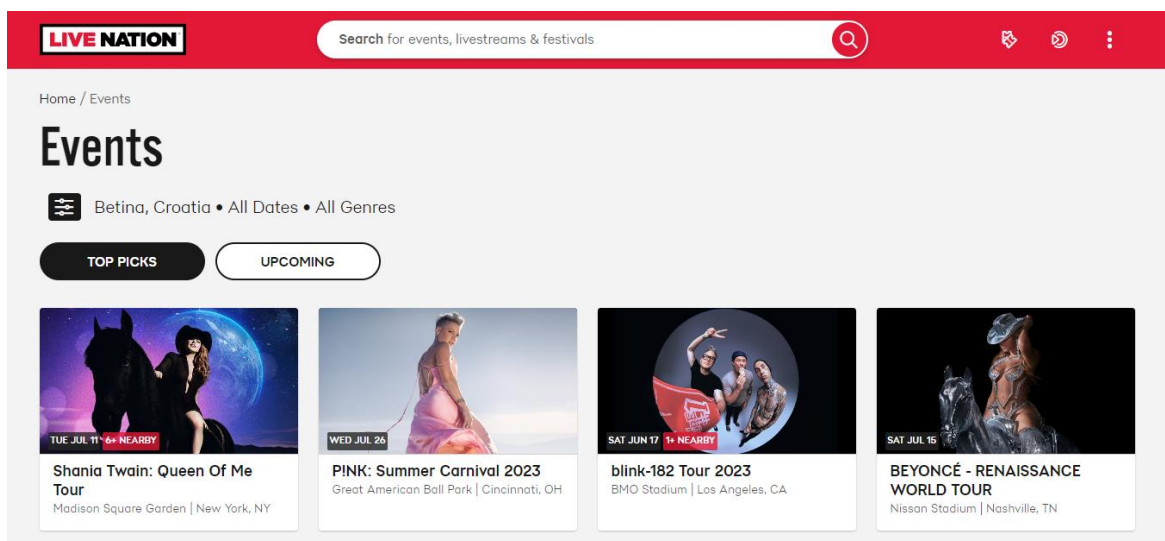 LIVE NATION
Search for events, livestreams & festivals
Home / Events
Events
Betina, Croatia • All Dates • All Genres
TOP PICKS
UPCOMING
TUE JUL 11 6+ NEARBY
Shania Twain: Queen Of Me
Tour
Madison Square Garden | New York, NY
WED JUL 26
P!NK: Summer Carnival 2023
Great American Ball Park | Cincinnati, OH
SAT JUN 17 1+ NEARBY
blink-182 Tour 2023
BMO Stadium | Los Angeles, CA
SAT JUL 15
BEYONCÉ - RENAISSANCE
WORLD TOUR
Nissan Stadium | Nashville, TN